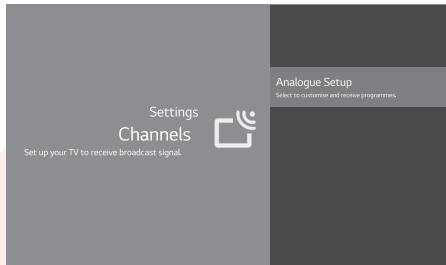 Settings
Channels
Set up your TV to receive broadcast signal.
Analogue Setup
Select to customise and receive programmes.